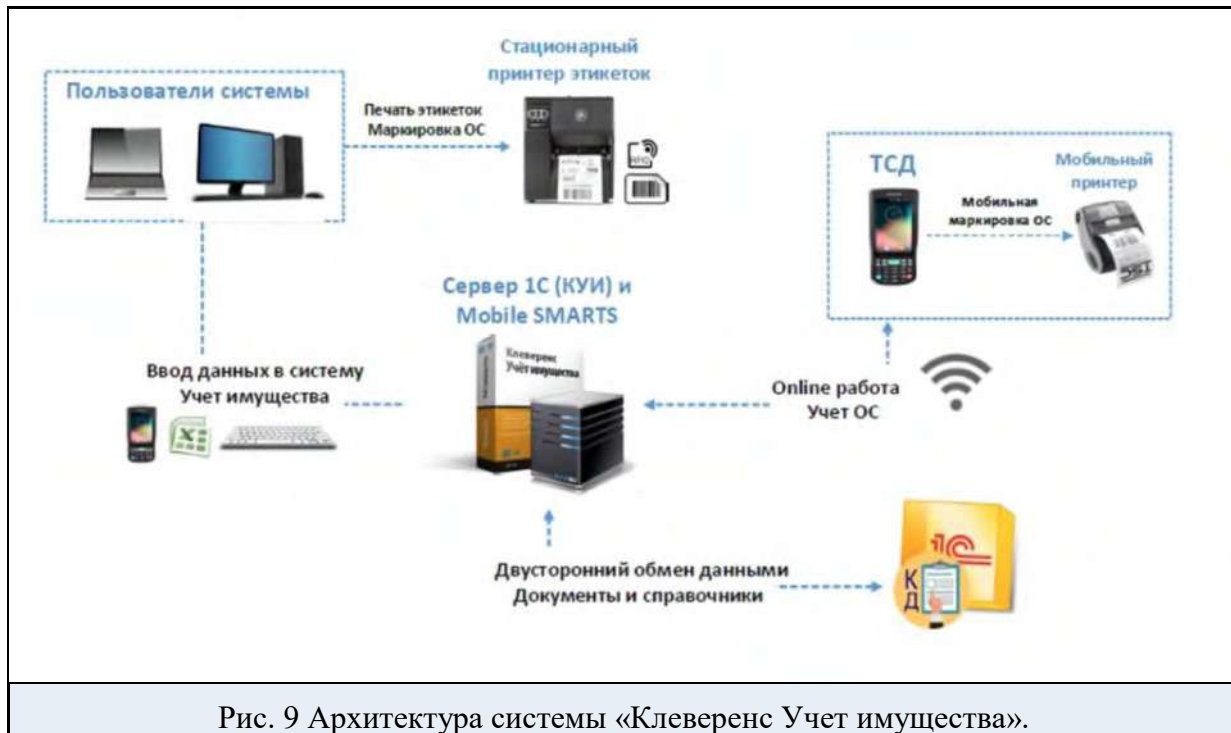 Стационарный
принтер этикеток
Пользователи системы
Печать этикеток
Маркировка ОС
RFID
ТСД
Мобильный
принтер
Мобильная
маркировка ОС
Сервер 1С (КУИ) и
Mobile SMARTS
Клеверенс
Учёт имущества
Ввод данных в систему
Учет имущества
Online работа
Учет ОС
Двусторонний обмен данными
Документы и справочники
1С
К
Д
Рис. 9 Архитектура системы «Клеверенс Учет имущества».